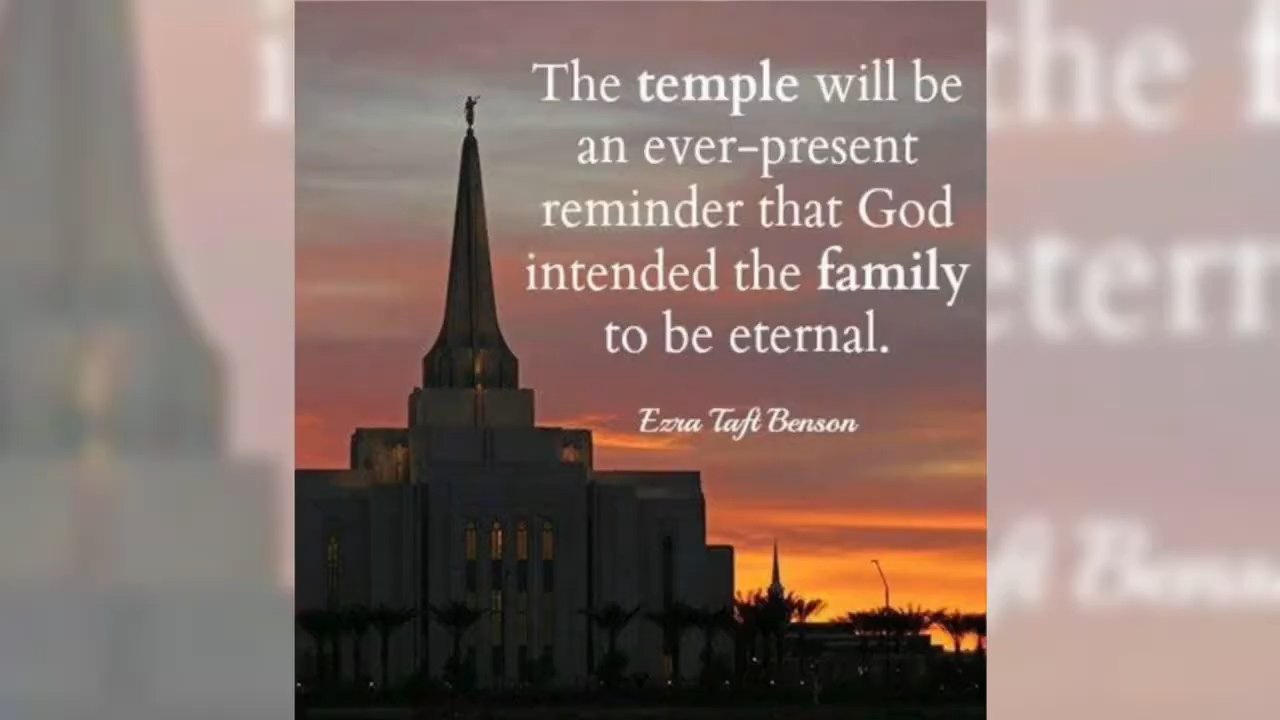 The temple will be
an ever-present
reminder that God
intended the family
to be eternal.
Ezra Taft Benson